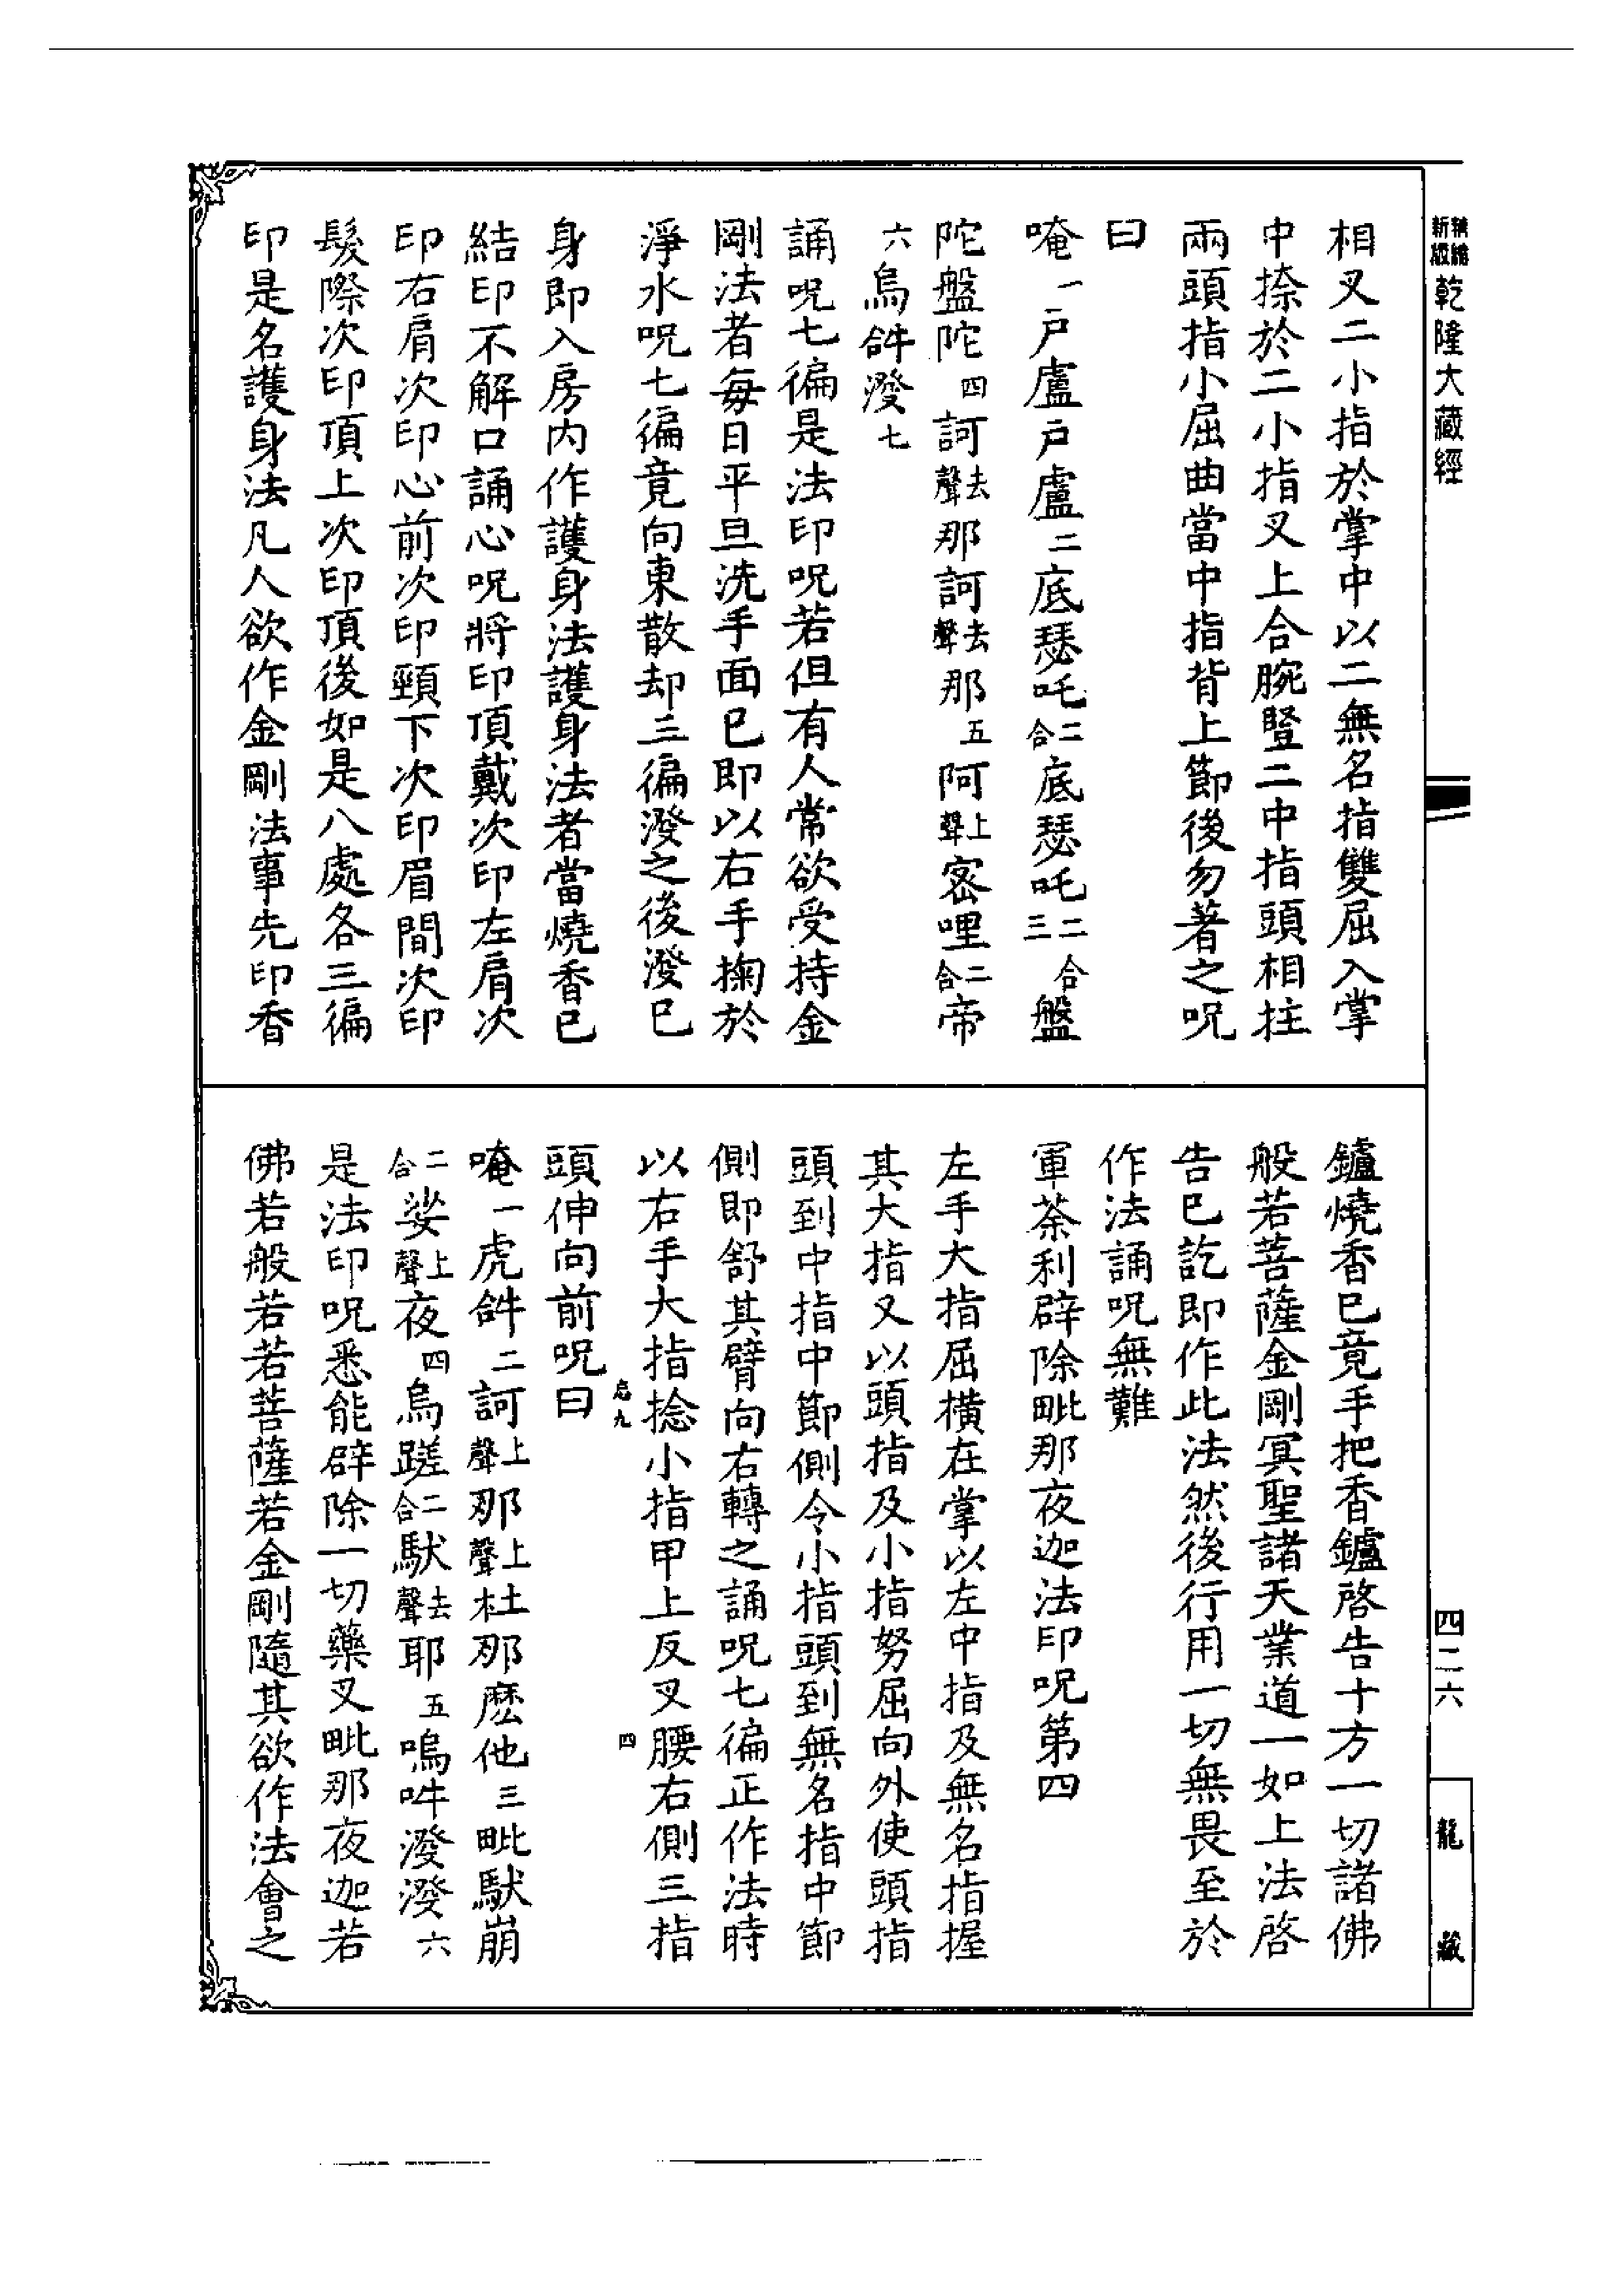 乾隆大藏經
相叉二小指於掌中以二無名指雙屈入掌
中捺於二小指叉上合腕豎二中指頭相拄
兩頭指小屈曲當中指背上節後勿著之呪
曰
唵一戶盧戶盧二底瑟吒二合底瑟吒二合三盤
陀盤陀四訶去聲那訶去聲那五阿上聲密哩二合帝
六烏𤙖潑七
誦呪七徧是法印呪若但有人常欲受持金
剛法者每日平旦洗手面已即以右手掬於
淨水呪七徧竟向東散却三徧潑之後潑已
身即入房內作護身法護身法者當燒香已
結印不解口誦心呪將印頂戴次印左肩次
印右肩次印心前次印頸下次印眉間次印
髮際次印頂上次印頂後如是八處各三徧
印是名護身法凡人欲作金剛法事先印香
鑪燒香已竟手把香鑪啓告十方一切諸佛
般若菩薩金剛冥聖諸天業道一如上法啓
告已訖即作此法然後行用一切無畏至於
作法誦呪無難
軍荼利辟除毗那夜迦法印呪第四
左手大指屈橫在掌以左中指及無名指握
其大指又以頭指及小指努屈向外使頭指
頭到中指中節側令小指頭到無名指中節
側即舒其臂向右轉之誦呪七徧正作法時
以右手大指捻小指甲上反叉腰右側三指
頭伸向前呪曰
唵一虎𤙖二訶上聲那上聲杜那麼他三毗馱崩
二合娑上聲夜四烏蹉二合馱去聲耶五嗚吽潑潑六
是法印呪悉能辟除一切藥叉毗那夜迦若
佛若般若若菩薩若金剛隨其欲作法會之
四二六
龍藏